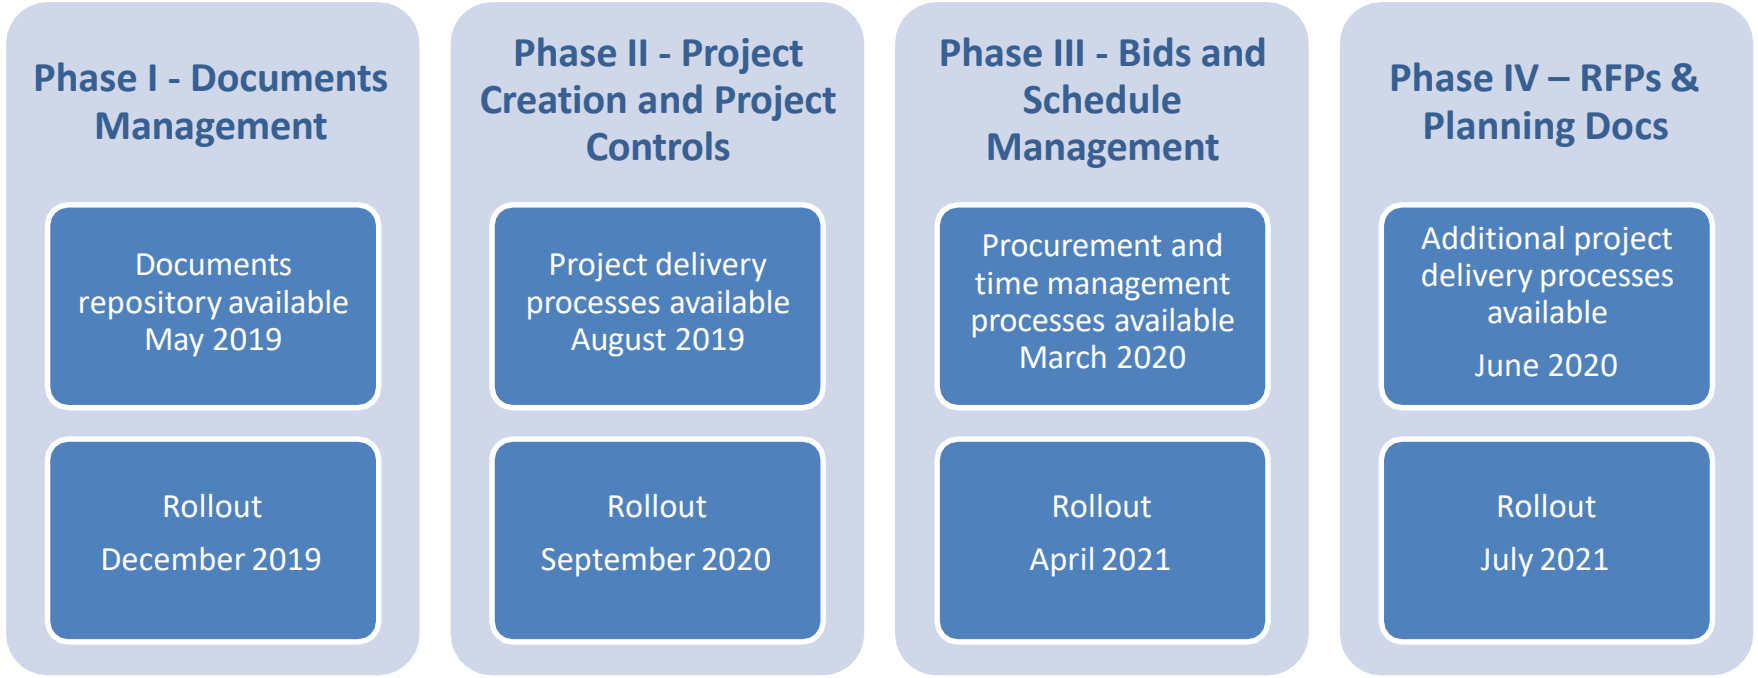 Phase I - Documents
Management
Documents
repository available
May 2019
Rollout
December 2019
Phase II - Project
Creation and Project
Controls
Project delivery
processes available
August 2019
Rollout
September 2020
Phase III - Bids and
Schedule
Management
Procurement and
time management
processes available
March 2020
Rollout
April 2021
Phase IV – RFPs &
Planning Docs
Additional project
delivery processes
available
June 2020
Rollout
July 2021